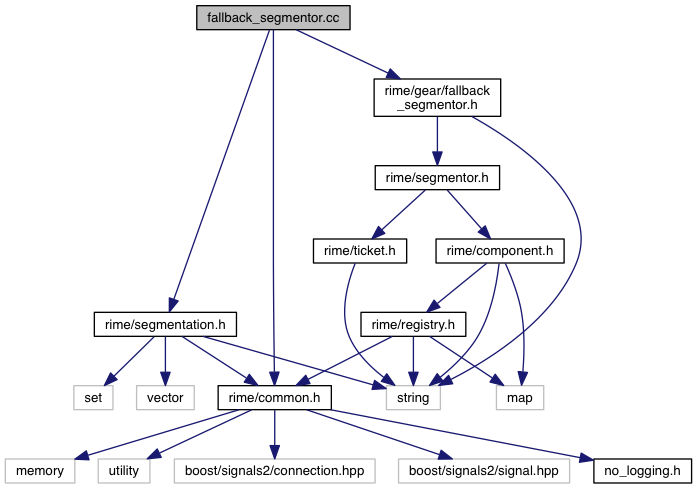 fallback_segmentor.cc
rime/gear/fallback
_segmentor.h
rime/segmentor.h
rime/ticket.h
rime/component.h
rime/segmentation.h
rime/registry.h
set
vector
rime/common.h
string
map
memory
utility
boost/signals2/connection.hpp
boost/signals2/signal.hpp
no_logging.h